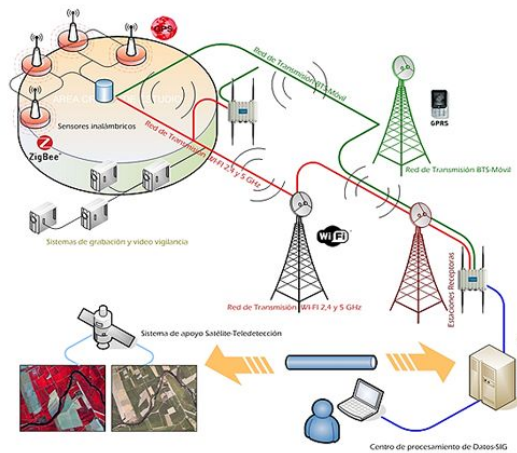 GPS
Red de Transmisión BTS-Móvil
ÁREA
Sensores inalámbricos
ZigBee
Red de Transmisión WI-FI 2,4 y 5 GHz
GPRS
Red de Transmisión BTS-Móvil
Sistemas de grabación y video vigilancia
Wi Fi
Red de Transmisión WI-FI 2,4 y 5 GHz
Estaciones Receptoras
Sistema de apoyo Satélite-Teledetección
Centro de procesamiento de Datos-SIG